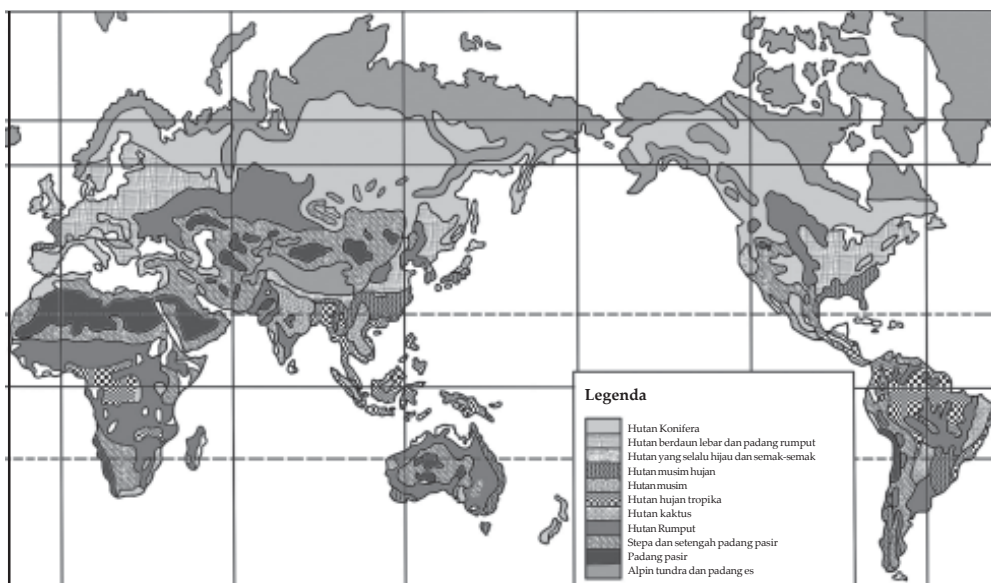 Legenda
Hutan Konifera
Hutan berdaun lebar dan padang rumput
Hutan yang selalu hijau dan semak-semak
Hutan musim hujan
Hutan musim
Hutan hujan tropika
Hutan kaktus
Hutan Rumput
Stepa dan setengah padang pasir
Padang pasir
Alpin tundra dan padang es